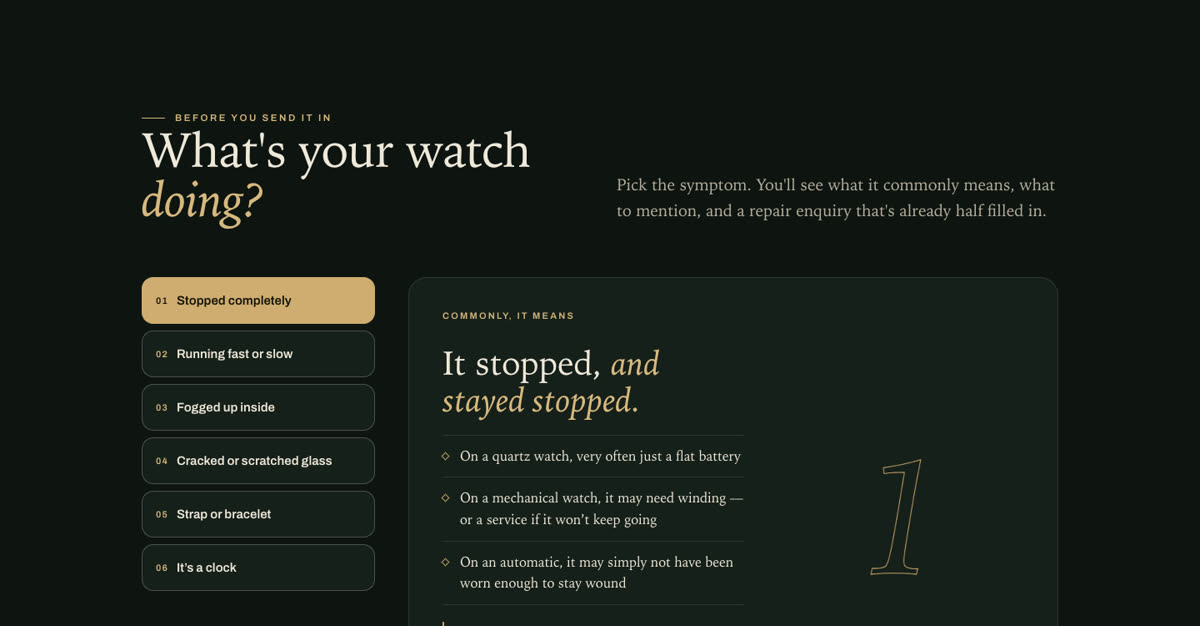 BEFORE YOU SEND IT IN
What's your watch
doing?
Pick the symptom. You'll see what it commonly means, what
to mention, and a repair enquiry that's already half filled in.
01 Stopped completely
02 Running fast or slow
03 Fogged up inside
04 Cracked or scratched glass
05 Strap or bracelet
06 It’s a clock
COMMONLY, IT MEANS
It stopped, and
stayed stopped.
On a quartz watch, very often just a flat battery
On a mechanical watch, it may need winding —
or a service if it won’t keep going
On an automatic, it may simply not have been
worn enough to stay wound
1